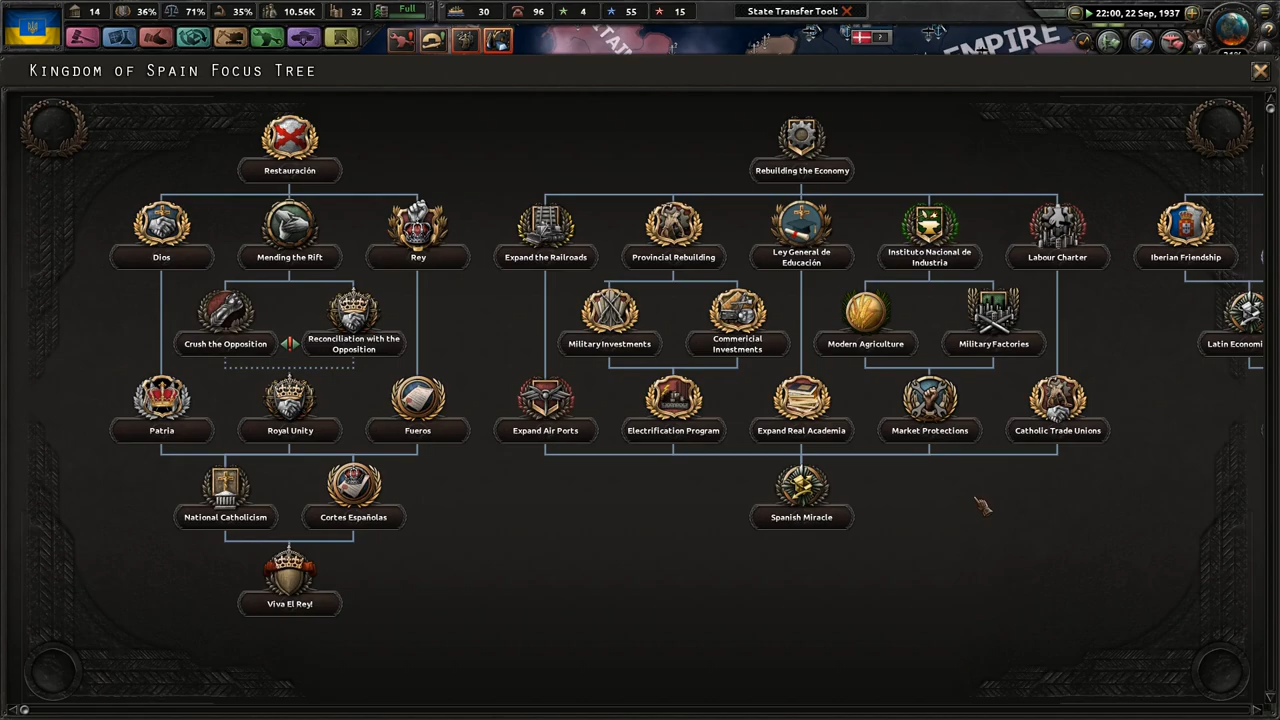 14 36% 71% 35% 10.56K 32 Full 30 96 4 55 15 State Transfer Tool: 22:00, 22 Sep, 1937
EMPIRE
Kingdom of Spain Focus Tree
Restauración Rebuilding the Economy
Dios Mending the Rift Rey Expand the Railroads Provincial Rebuilding Ley General de Educación Instituto Nacional de Industria Labour Charter Iberian Friendship
Crush the Opposition Reconciliation with the Opposition Military Investments Commericial Investments Modern Agriculture Military Factories Latin Economi
Patria Royal Unity Fueros Expand Air Ports Electrification Program Expand Real Academia Market Protections Catholic Trade Unions
National Catholicism Cortes Españolas Spanish Miracle
Viva El Rey!